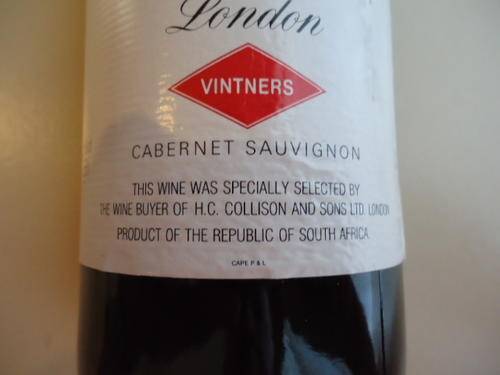 London
VINTNERS
CABERNET SAUVIGNON
THIS WINE WAS SPECIALLY SELECTED BY
THE WINE BUYER OF H.C. COLLISON AND SONS LTD. LONDON
PRODUCT OF THE REPUBLIC OF SOUTH AFRICA
CAPE P & L